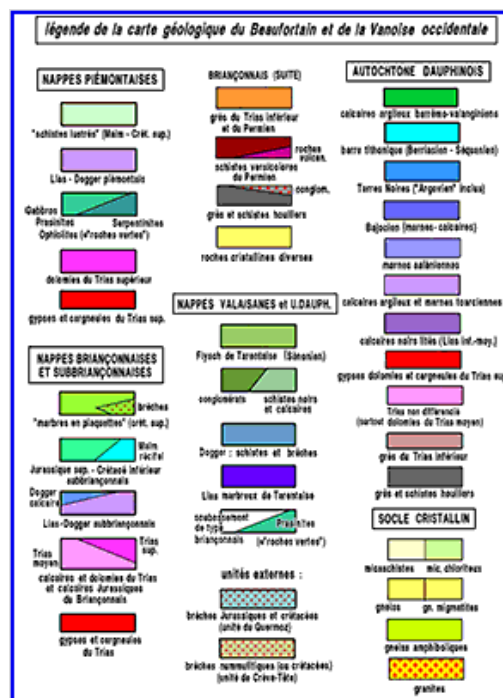 légende de la carte géologique du Beaufortain et de la Vanoise occidentale
NAPPES PIÉMONTAISES
"schistes lustrés" (Malm - Crét. sup.)
Lias - Dogger piémontais
Gabbros
Prasinites
Serpentinites
Ophiolites (="roches vertes")
dolomies du Trias supérieur
gypses et cargneules du Trias sup.
NAPPES BRIANÇONNAISES
ET SUBBRIANÇONNAISES
brèches
"marbres en plaquettes" (crét. sup.)
Malm
récifal
Jurassique sup. - Crétacé inférieur
subbriançonnais
Dogger
calcaire
Lias-Dogger subbriançonnais
Trias
moyen
Trias
sup.
calcaires et dolomies du Trias
et calcaires Jurassiques
du Briançonnais
gypses et cargneules
du Trias
BRIANÇONNAIS (SUITE)
grès du Trias inférieur
et du Permien
roches
volcan.
schistes versicolores
du Permien
conglom.
grès et schistes houillers
roches cristallines diverses
NAPPES VALAISANES et U.DAUPH.
Flysch de Tarentaise (Sénonien)
conglomérats
schistes noirs
et calcaires
Dogger : schistes et brèches
Lias marbreux de Tarentaise
soubassement
de type
briançonnais
Prasinites
(="roches vertes")
unités externes :
brèches Jurassiques et crétacées
(unité du Quermoz)
brèches nummulitiques (ou crétacées)
(unité de Crève-Tête)
AUTOCHTONE DAUPHINOIS
calcaires argileux barrémo-valanginiens
barre tithonique (Berriasien - Séquanien)
Terres Noires ("Argovien" inclus)
Bajocien (marnes-calcaires)
marnes aaléniennes
calcaires argileux et marnes toarciennes
calcaires noirs lités (Lias inf.-moy.)
gypses dolomies et cargneules du Trias sup
Trias non différencié
(surtout dolomies du Trias moyen)
grès du Trias inférieur
grès et schistes houillers
SOCLE CRISTALLIN
micaschistes
mic. chloriteux
gneiss
gn. migmatites
gneiss amphiboliques
granites